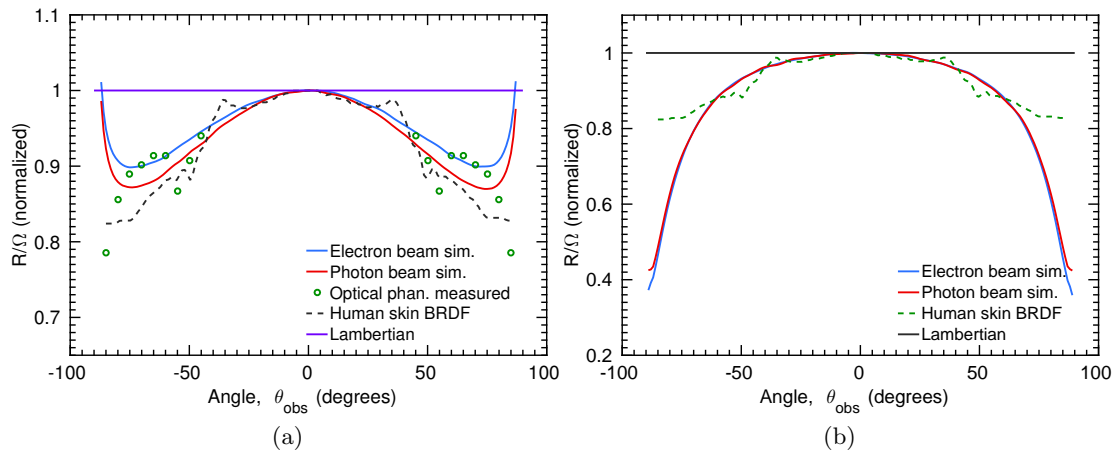 1.1
1
0.9
0.8
0.7
R/Ω (normalized)
-100
-50
0
50
100
Angle, θobs (degrees)
Electron beam sim.
Photon beam sim.
Optical phan. measured
Human skin BRDF
Lambertian
(a)
1
0.8
0.6
0.4
0.2
R/Ω (normalized)
-100
-50
0
50
100
Angle, θobs (degrees)
Electron beam sim.
Photon beam sim.
Human skin BRDF
Lambertian
(b)